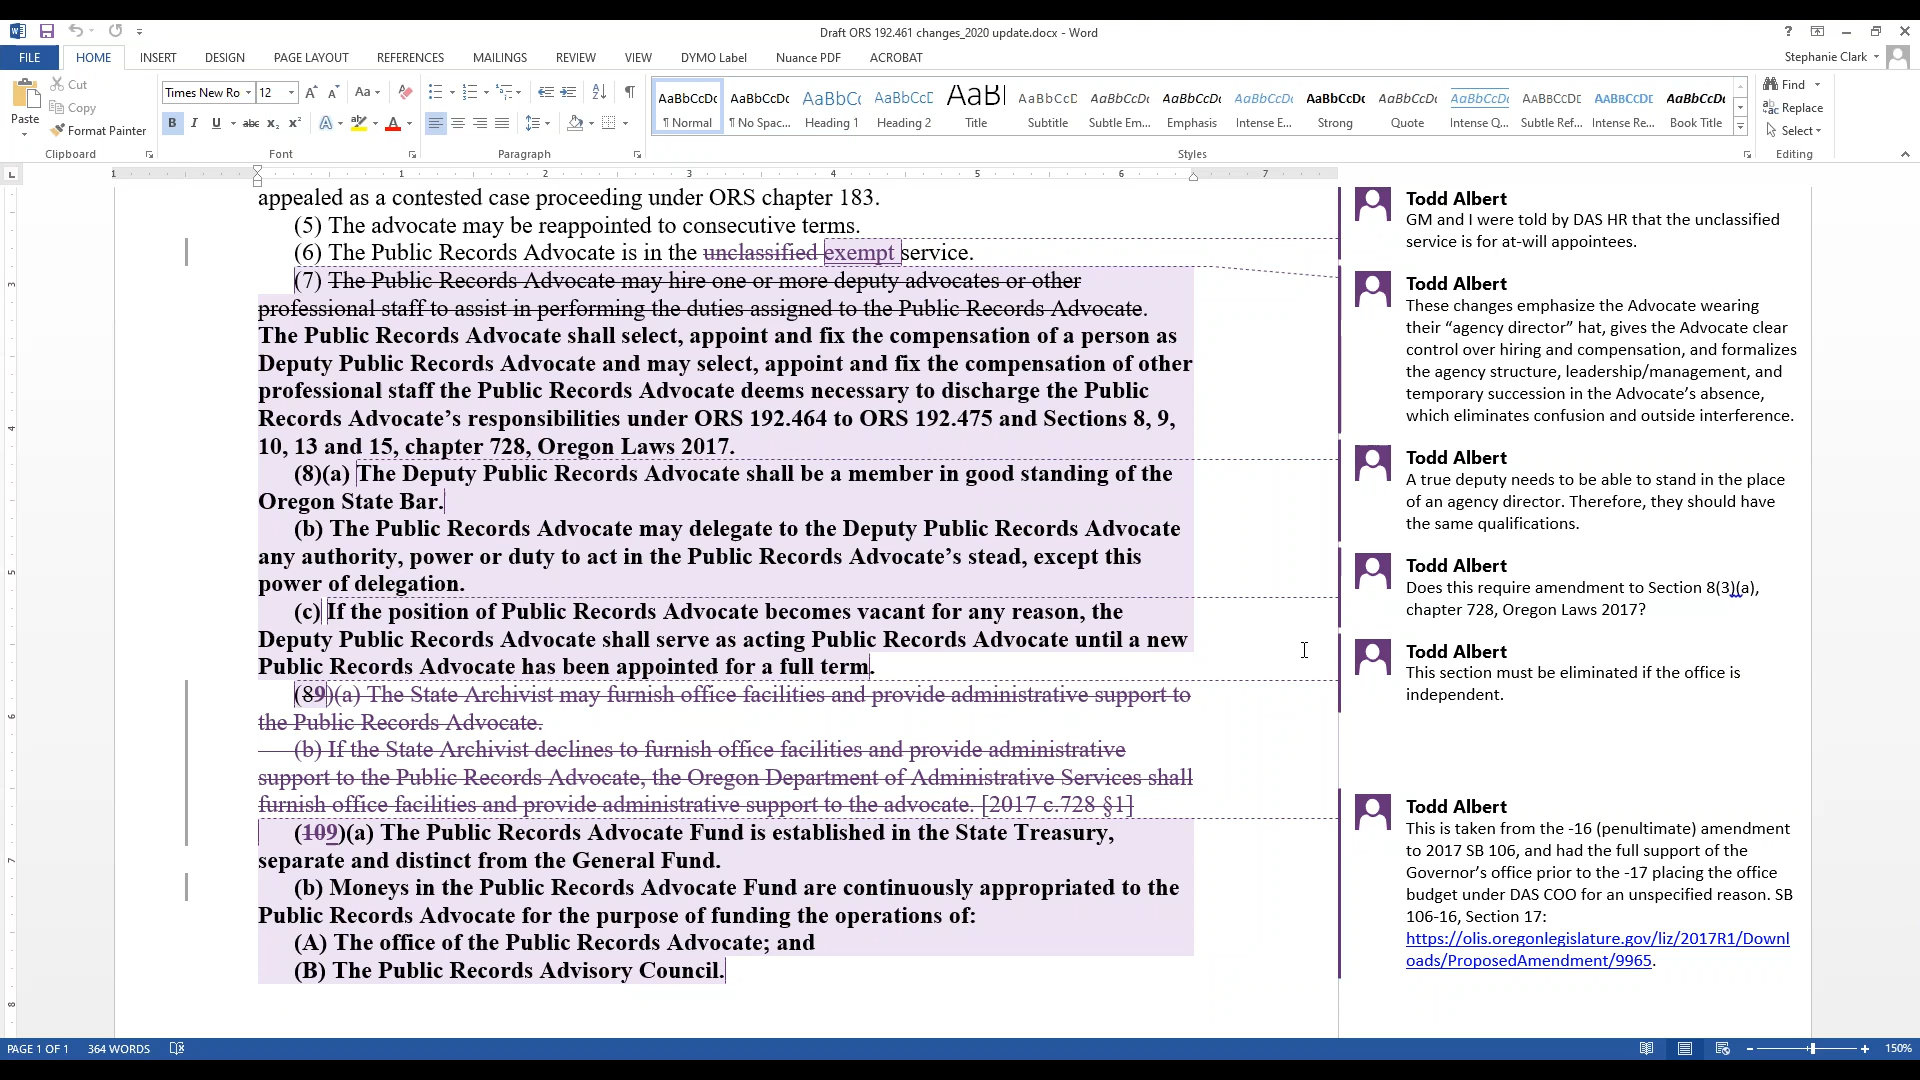 Draft ORS 192.461 changes_2020 update.docx - Word
FILE HOME INSERT DESIGN PAGE LAYOUT REFERENCES MAILINGS REVIEW VIEW DYMO Label Nuance PDF ACROBAT
Stephanie Clark
Paste
Cut
Copy
Format Painter
Clipboard
Times New Ro 12
Font
Paragraph
AaBbCcDc AaBbCcDc AaBbCc AaBbCcD AaB AaBbCcD AaBbCcDc AaBbCcDc AaBbCcDc AaBbCcDc AaBbCcDc AaBbCcDc AABBCCDC AABBCCDC AaBbCcDc
¶ Normal ¶ No Spac... Heading 1 Heading 2 Title Subtitle Subtle Em... Emphasis Intense E... Strong Quote Intense Q... Subtle Ref... Intense Re... Book Title
Styles
Find
Replace
Select
Editing
1 1 2 3 4 5 6 7
3
4
5
6
7
8
appealed as a contested case proceeding under ORS chapter 183.
(5) The advocate may be reappointed to consecutive terms.
(6) The Public Records Advocate is in the unclassified exempt service.
(7) The Public Records Advocate may hire one or more deputy advocates or other
professional staff to assist in performing the duties assigned to the Public Records Advocate.
The Public Records Advocate shall select, appoint and fix the compensation of a person as
Deputy Public Records Advocate and may select, appoint and fix the compensation of other
professional staff the Public Records Advocate deems necessary to discharge the Public
Records Advocate’s responsibilities under ORS 192.464 to ORS 192.475 and Sections 8, 9,
10, 13 and 15, chapter 728, Oregon Laws 2017.
(8)(a) The Deputy Public Records Advocate shall be a member in good standing of the
Oregon State Bar.
(b) The Public Records Advocate may delegate to the Deputy Public Records Advocate
any authority, power or duty to act in the Public Records Advocate’s stead, except this
power of delegation.
(c) If the position of Public Records Advocate becomes vacant for any reason, the
Deputy Public Records Advocate shall serve as acting Public Records Advocate until a new
Public Records Advocate has been appointed for a full term.
(89)(a) The State Archivist may furnish office facilities and provide administrative support to
the Public Records Advocate.
(b) If the State Archivist declines to furnish office facilities and provide administrative
support to the Public Records Advocate, the Oregon Department of Administrative Services shall
furnish office facilities and provide administrative support to the advocate. [2017 c.728 §1]
(109)(a) The Public Records Advocate Fund is established in the State Treasury,
separate and distinct from the General Fund.
(b) Moneys in the Public Records Advocate Fund are continuously appropriated to the
Public Records Advocate for the purpose of funding the operations of:
(A) The office of the Public Records Advocate; and
(B) The Public Records Advisory Council.
Todd Albert
GM and I were told by DAS HR that the unclassified
service is for at-will appointees.
Todd Albert
These changes emphasize the Advocate wearing
their “agency director” hat, gives the Advocate clear
control over hiring and compensation, and formalizes
the agency structure, leadership/management, and
temporary succession in the Advocate’s absence,
which eliminates confusion and outside interference.
Todd Albert
A true deputy needs to be able to stand in the place
of an agency director. Therefore, they should have
the same qualifications.
Todd Albert
Does this require amendment to Section 8(3)(a),
chapter 728, Oregon Laws 2017?
Todd Albert
This section must be eliminated if the office is
independent.
Todd Albert
This is taken from the -16 (penultimate) amendment
to 2017 SB 106, and had the full support of the
Governor’s office prior to the -17 placing the office
budget under DAS COO for an unspecified reason. SB
106-16, Section 17:
https://olis.oregonlegislature.gov/liz/2017R1/Downl
oads/ProposedAmendment/9965.
PAGE 1 OF 1 364 WORDS 150%